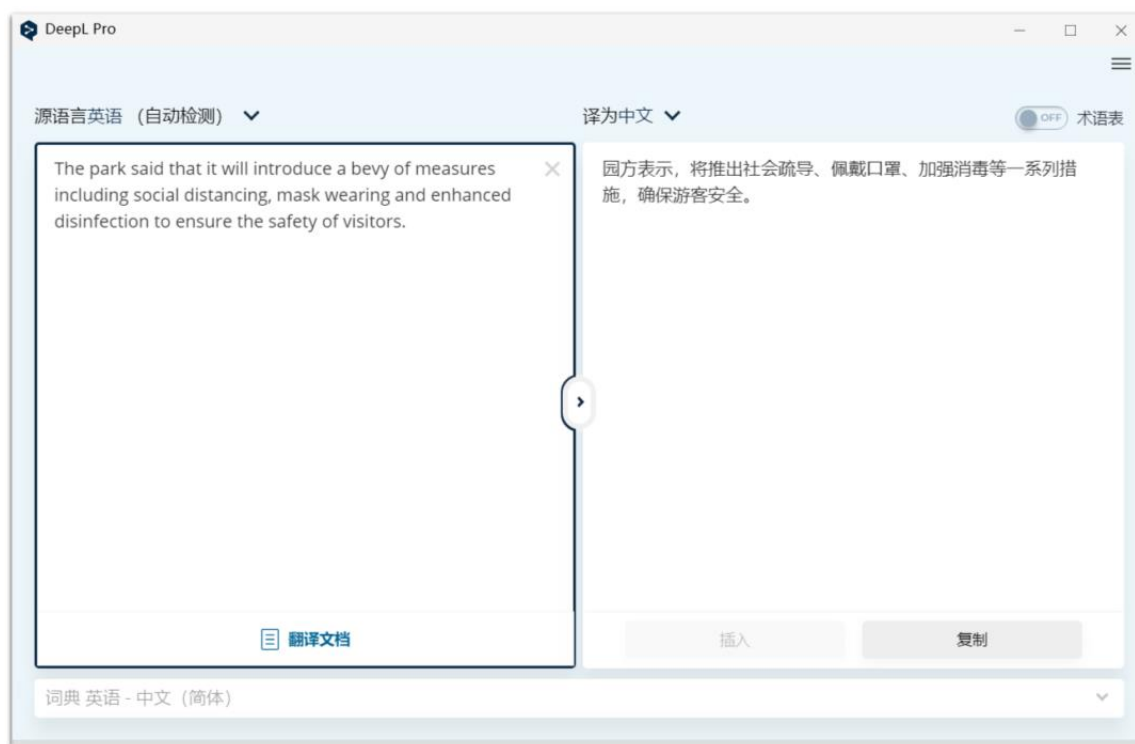 DeepL Pro
源语言英语 (自动检测)
译为中文
OFF 术语表
The park said that it will introduce a bevy of measures
including social distancing, mask wearing and enhanced
disinfection to ensure the safety of visitors.
园方表示，将推出社会疏导、佩戴口罩、加强消毒等一系列措
施，确保游客安全。
翻译文档
插入
复制
词典 英语 - 中文（简体）